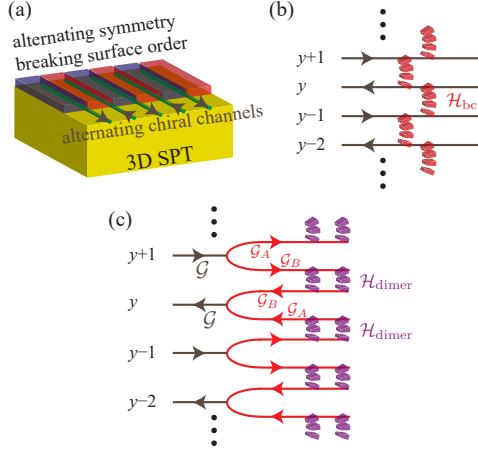 (a)
alternating symmetry
breaking surface order
alternating chiral channels
3D SPT
(b)
y+1
y
y−1
y−2
ℋbc
(c)
y+1
𝒢
𝒢A
𝒢B
ℋdimer
y
𝒢
𝒢B
𝒢A
ℋdimer
y−1
y−2